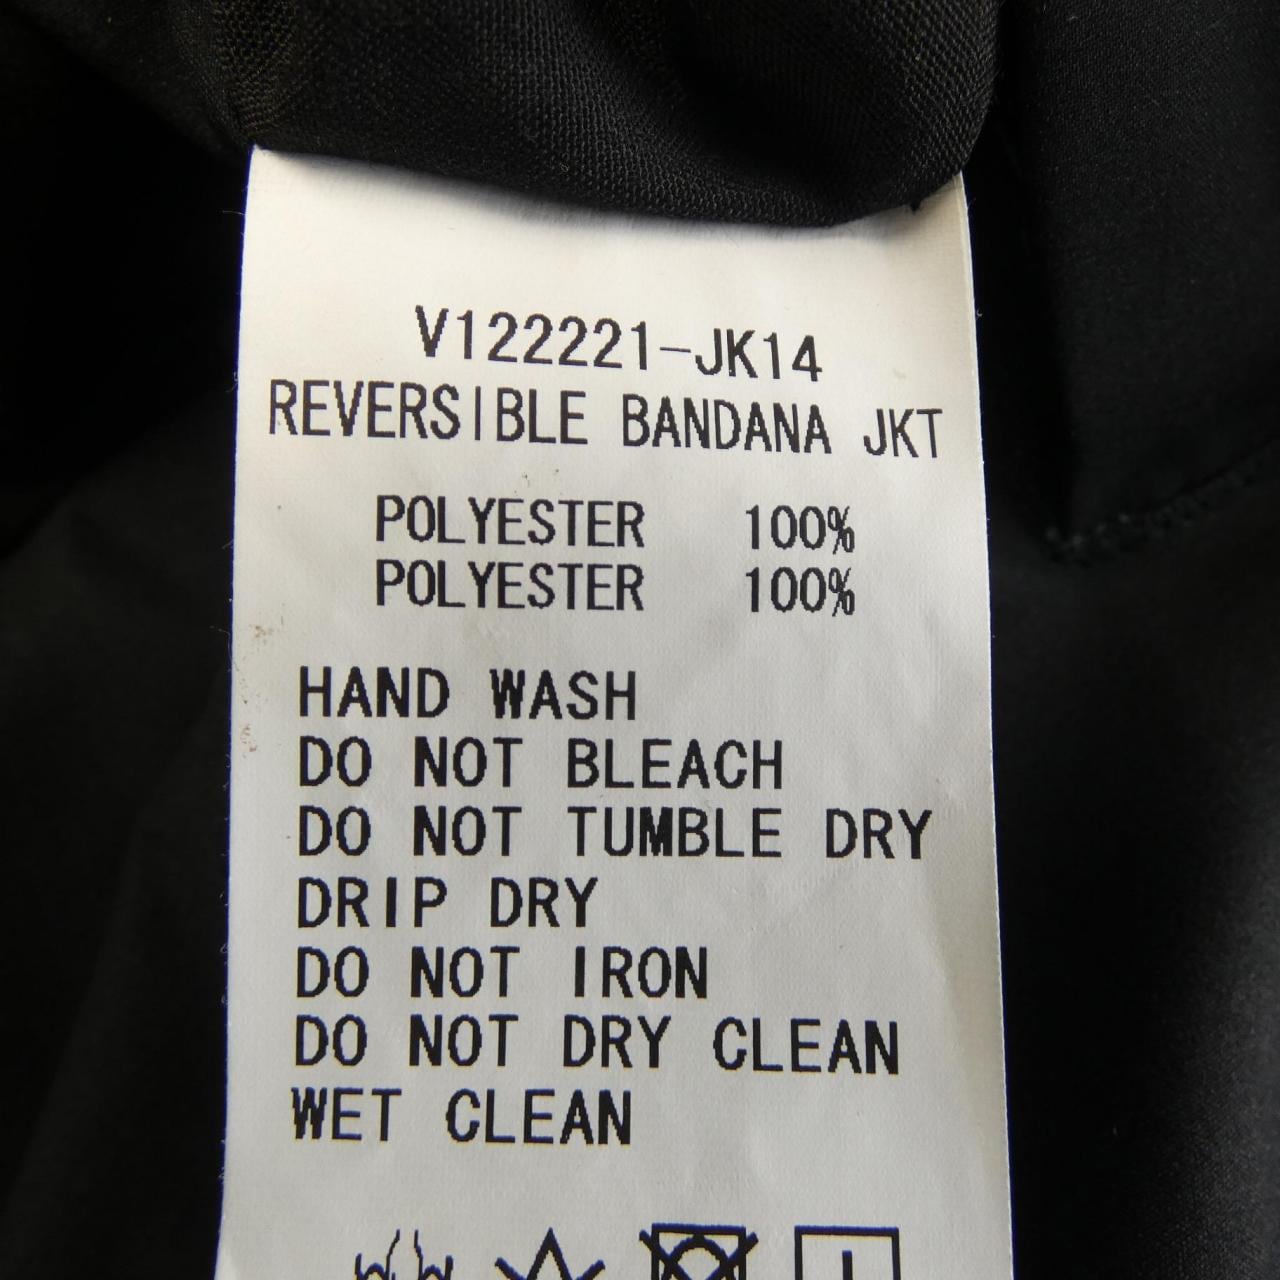 V122221-JK14
REVERSIBLE BANDANA JKT
POLYESTER 100%
POLYESTER 100%
HAND WASH
DO NOT BLEACH
DO NOT TUMBLE DRY
DRIP DRY
DO NOT IRON
DO NOT DRY CLEAN
WET CLEAN